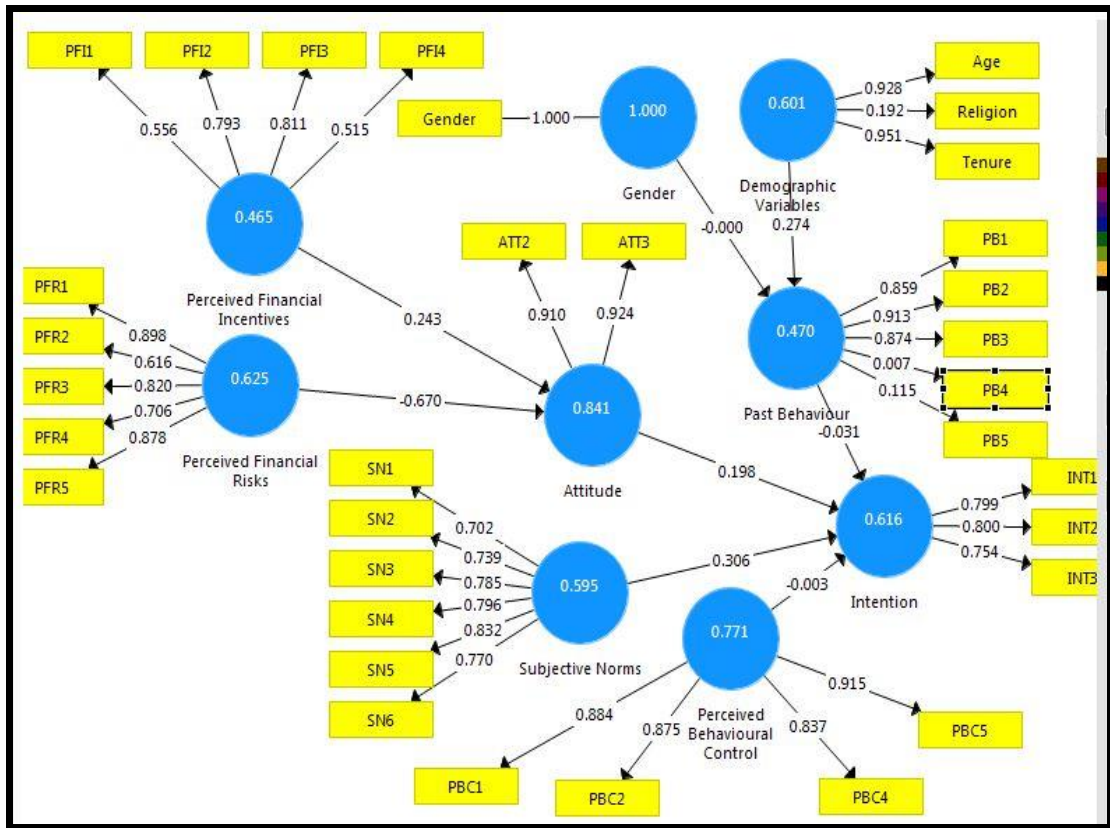 PFI1
PFI2
PFI3
PFI4
0.556
0.793
0.811
0.515
0.465
Perceived Financial
Incentives
Gender
1.000
1.000
Gender
0.601
Demographic
Variables
0.928
0.192
0.951
Age
Religion
Tenure
-0.000
0.274
PFR1
PFR2
PFR3
PFR4
PFR5
0.898
0.616
0.820
0.706
0.878
0.625
Perceived Financial
Risks
0.243
-0.670
ATT2
ATT3
0.910
0.924
0.841
Attitude
0.470
Past Behaviour
0.859
0.913
0.874
0.007
0.115
PB1
PB2
PB3
PB4
PB5
-0.031
0.198
SN1
SN2
SN3
SN4
SN5
SN6
0.702
0.739
0.785
0.796
0.832
0.770
0.595
Subjective Norms
0.306
-0.003
0.616
Intention
0.799
0.800
0.754
INT1
INT2
INT3
0.771
Perceived
Behavioural
Control
0.884
0.875
0.837
0.915
PBC1
PBC2
PBC4
PBC5